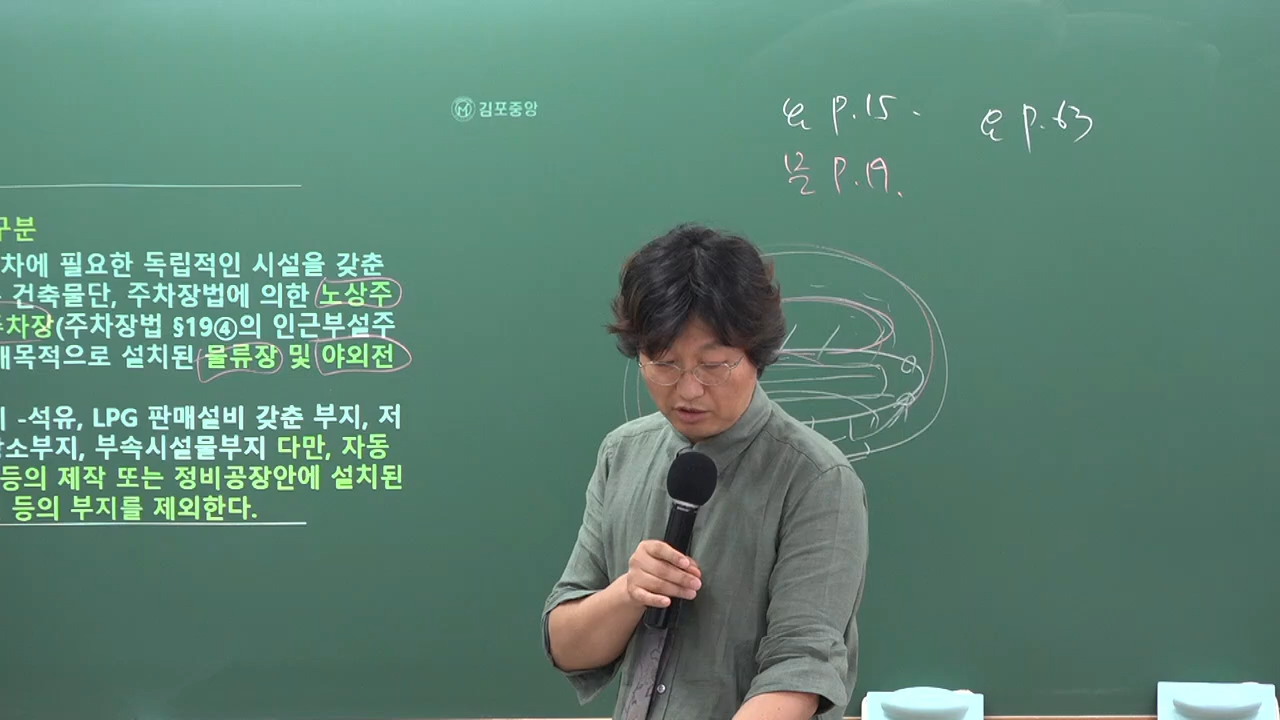 김포중앙
요 P.15.
요 P.63
문 P.19.
구분
차에 필요한 독립적인 시설을 갖춘
건축물단, 주차장법에 의한 노상주
주차장(주차장법 §19④의 인근부설주
매목적으로 설치된 물류장 및 야외전
-석유, LPG 판매설비 갖춘 부지, 저
소부지, 부속시설물부지 다만, 자동
등의 제작 또는 정비공장안에 설치된
등의 부지를 제외한다.